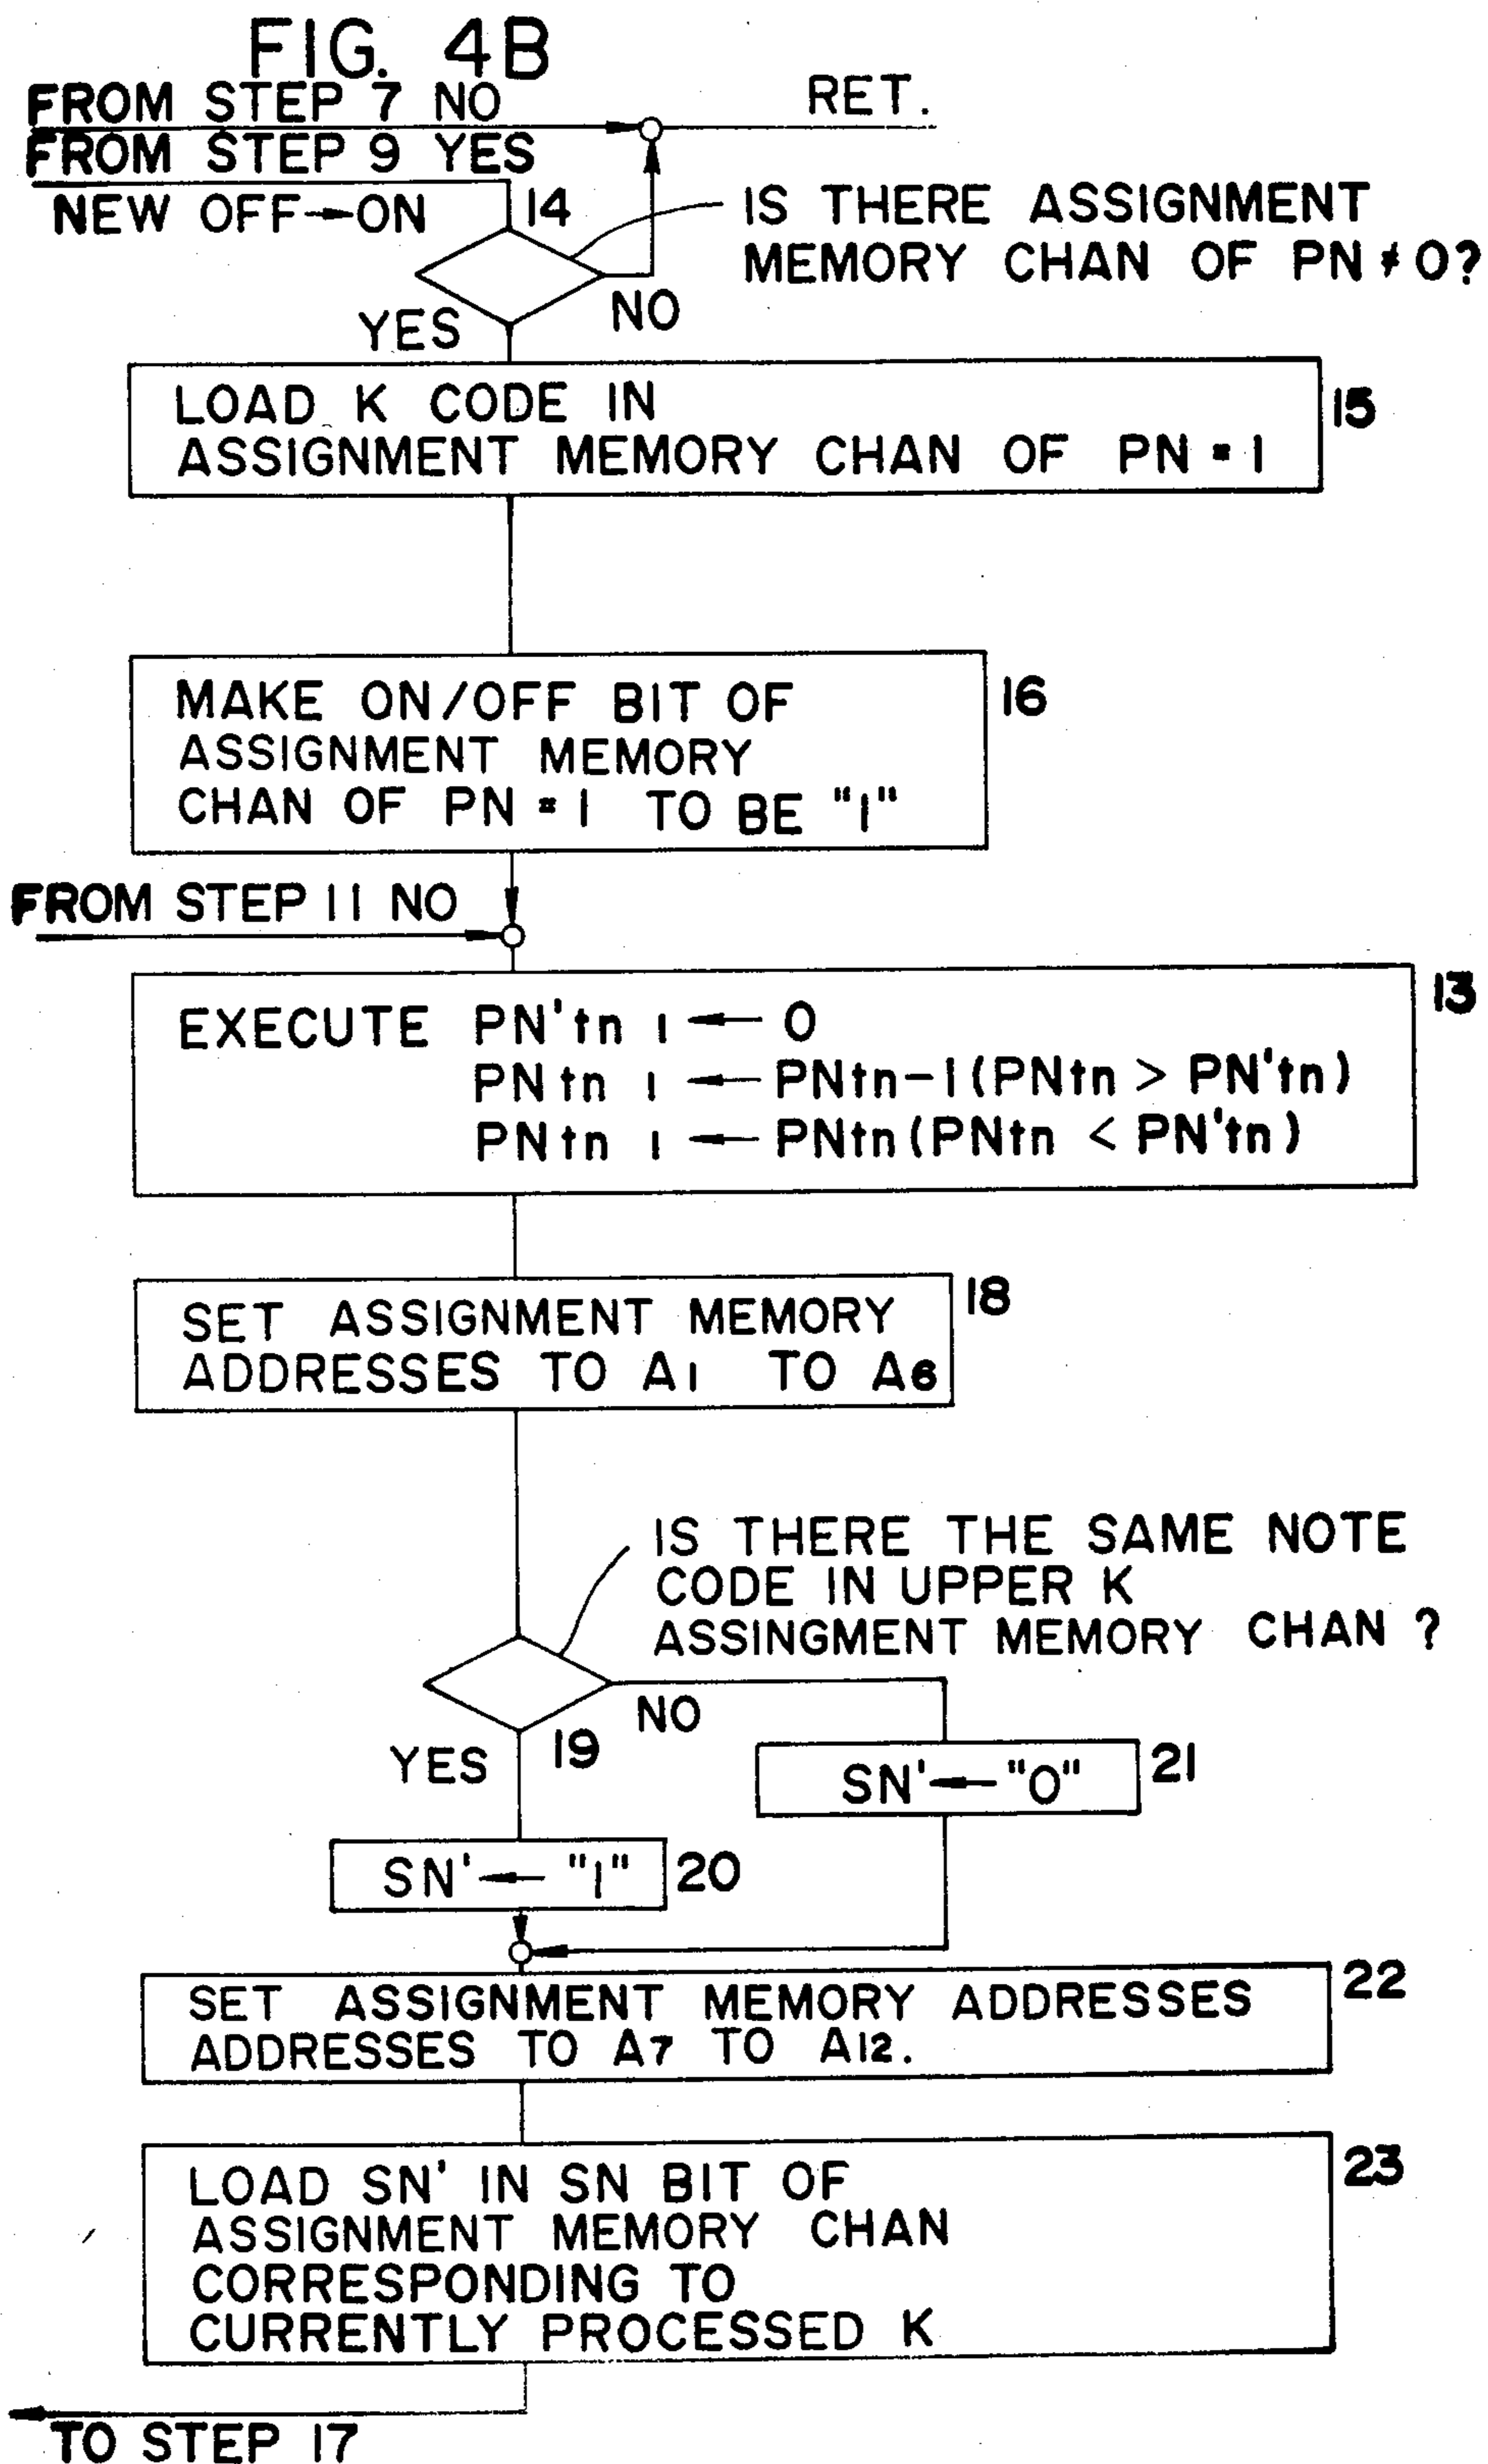 FIG. 4B
FROM STEP 7 NO
RET.
FROM STEP 9 YES
NEW OFF→ON
14
IS THERE ASSIGNMENT
MEMORY CHAN OF PN ≠ 0?
YES
NO
LOAD K CODE IN
ASSIGNMENT MEMORY CHAN OF PN = 1
15
MAKE ON/OFF BIT OF
ASSIGNMENT MEMORY
CHAN OF PN = 1 TO BE "1"
16
FROM STEP 11 NO
13
EXECUTE PN'tn ı ← 0
PNtn ı ← PNtn-1(PNtn > PN'tn)
PNtn ı ← PNtn(PNtn < PN'tn)
SET ASSIGNMENT MEMORY
ADDRESSES TO A1 TO A6
18
IS THERE THE SAME NOTE
CODE IN UPPER K
ASSINGMENT MEMORY CHAN ?
NO
YES
19
SN'← "0"
21
SN'← "1"
20
SET ASSIGNMENT MEMORY ADDRESSES
ADDRESSES TO A7 TO A12.
22
LOAD SN' IN SN BIT OF
ASSIGNMENT MEMORY CHAN
CORRESPONDING TO
CURRENTLY PROCESSED K
23
TO STEP 17